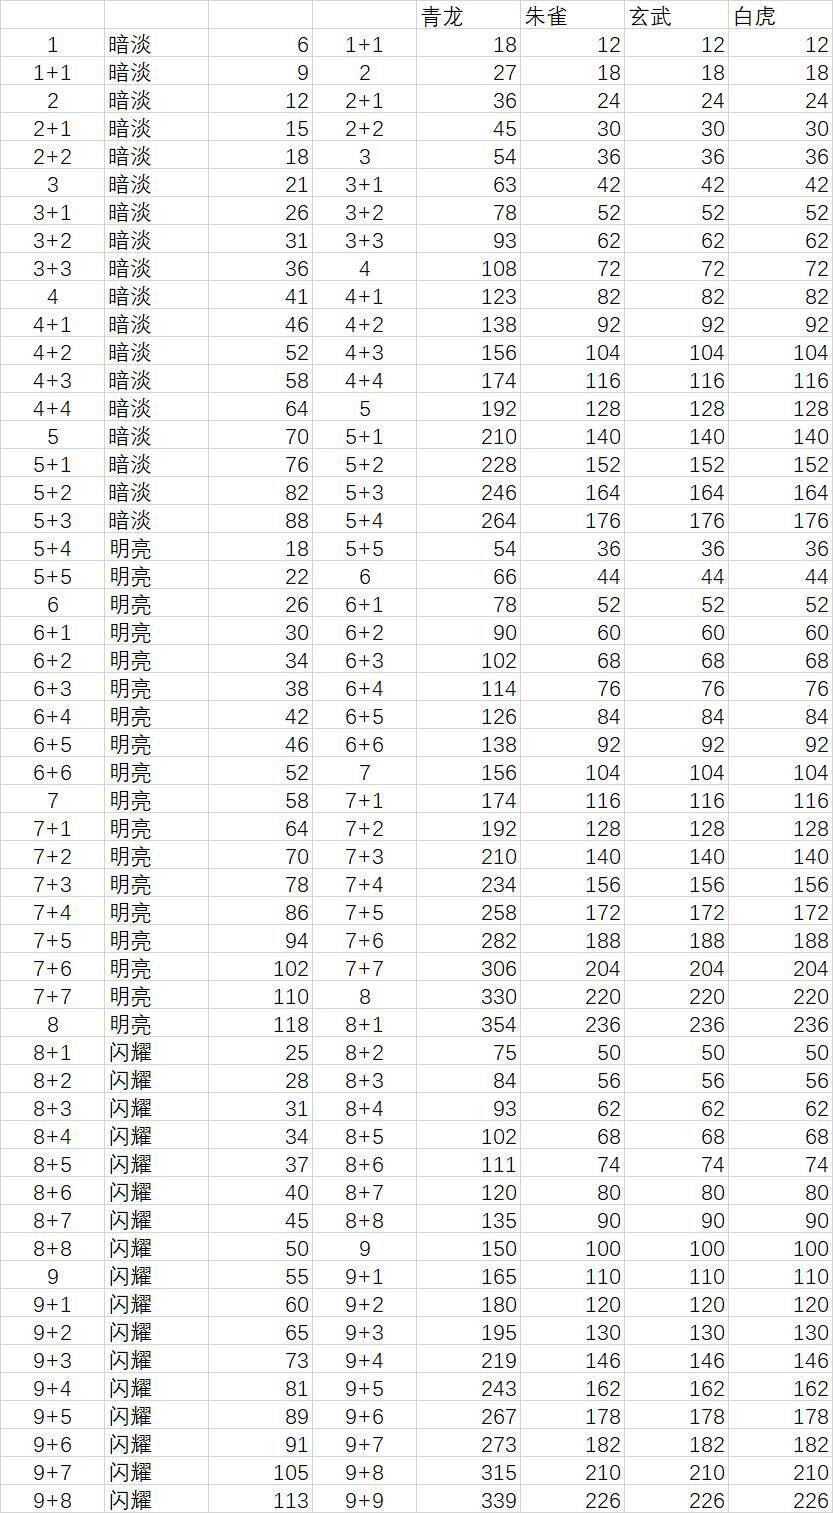 青龙 朱雀 玄武 白虎
1 暗淡 6 1+1 18 12 12 12
1+1 暗淡 9 2 27 18 18 18
2 暗淡 12 2+1 36 24 24 24
2+1 暗淡 15 2+2 45 30 30 30
2+2 暗淡 18 3 54 36 36 36
3 暗淡 21 3+1 63 42 42 42
3+1 暗淡 26 3+2 78 52 52 52
3+2 暗淡 31 3+3 93 62 62 62
3+3 暗淡 36 4 108 72 72 72
4 暗淡 41 4+1 123 82 82 82
4+1 暗淡 46 4+2 138 92 92 92
4+2 暗淡 52 4+3 156 104 104 104
4+3 暗淡 58 4+4 174 116 116 116
4+4 暗淡 64 5 192 128 128 128
5 暗淡 70 5+1 210 140 140 140
5+1 暗淡 76 5+2 228 152 152 152
5+2 暗淡 82 5+3 246 164 164 164
5+3 暗淡 88 5+4 264 176 176 176
5+4 明亮 18 5+5 54 36 36 36
5+5 明亮 22 6 66 44 44 44
6 明亮 26 6+1 78 52 52 52
6+1 明亮 30 6+2 90 60 60 60
6+2 明亮 34 6+3 102 68 68 68
6+3 明亮 38 6+4 114 76 76 76
6+4 明亮 42 6+5 126 84 84 84
6+5 明亮 46 6+6 138 92 92 92
6+6 明亮 52 7 156 104 104 104
7 明亮 58 7+1 174 116 116 116
7+1 明亮 64 7+2 192 128 128 128
7+2 明亮 70 7+3 210 140 140 140
7+3 明亮 78 7+4 234 156 156 156
7+4 明亮 86 7+5 258 172 172 172
7+5 明亮 94 7+6 282 188 188 188
7+6 明亮 102 7+7 306 204 204 204
7+7 明亮 110 8 330 220 220 220
8 明亮 118 8+1 354 236 236 236
8+1 闪耀 25 8+2 75 50 50 50
8+2 闪耀 28 8+3 84 56 56 56
8+3 闪耀 31 8+4 93 62 62 62
8+4 闪耀 34 8+5 102 68 68 68
8+5 闪耀 37 8+6 111 74 74 74
8+6 闪耀 40 8+7 120 80 80 80
8+7 闪耀 45 8+8 135 90 90 90
8+8 闪耀 50 9 150 100 100 100
9 闪耀 55 9+1 165 110 110 110
9+1 闪耀 60 9+2 180 120 120 120
9+2 闪耀 65 9+3 195 130 130 130
9+3 闪耀 73 9+4 219 146 146 146
9+4 闪耀 81 9+5 243 162 162 162
9+5 闪耀 89 9+6 267 178 178 178
9+6 闪耀 91 9+7 273 182 182 182
9+7 闪耀 105 9+8 315 210 210 210
9+8 闪耀 113 9+9 339 226 226 226